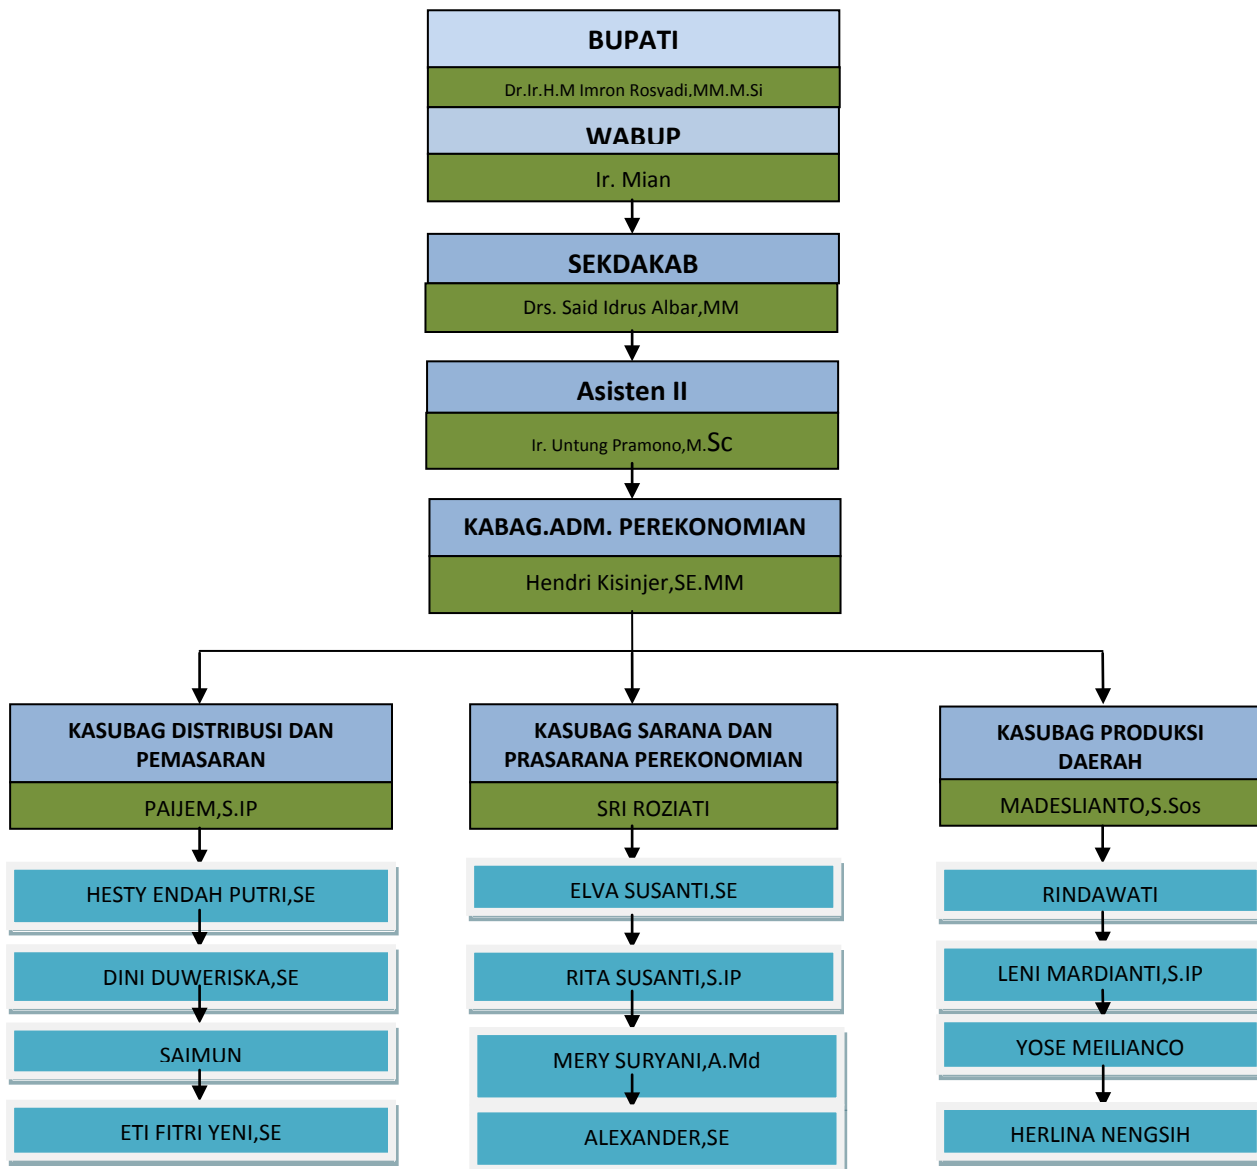 BUPATI
Dr.Ir.H.M Imron Rosyadi,MM.M.Si
WABUP
Ir. Mian
SEKDAKAB
Drs. Said Idrus Albar,MM
Asisten II
Ir. Untung Pramono,M.Sc
KABAG.ADM. PEREKONOMIAN
Hendri Kisinjer,SE.MM
KASUBAG DISTRIBUSI DAN
PEMASARAN
PAIJEM,S.IP
HESTY ENDAH PUTRI,SE
DINI DUWERISKA,SE
SAIMUN
ETI FITRI YENI,SE
KASUBAG SARANA DAN
PRASARANA PEREKONOMIAN
SRI ROZIATI
ELVA SUSANTI,SE
RITA SUSANTI,S.IP
MERY SURYANI,A.Md
ALEXANDER,SE
KASUBAG PRODUKSI
DAERAH
MADESLIANTO,S.Sos
RINDAWATI
LENI MARDIANTI,S.IP
YOSE MEILIANCO
HERLINA NENGSIH